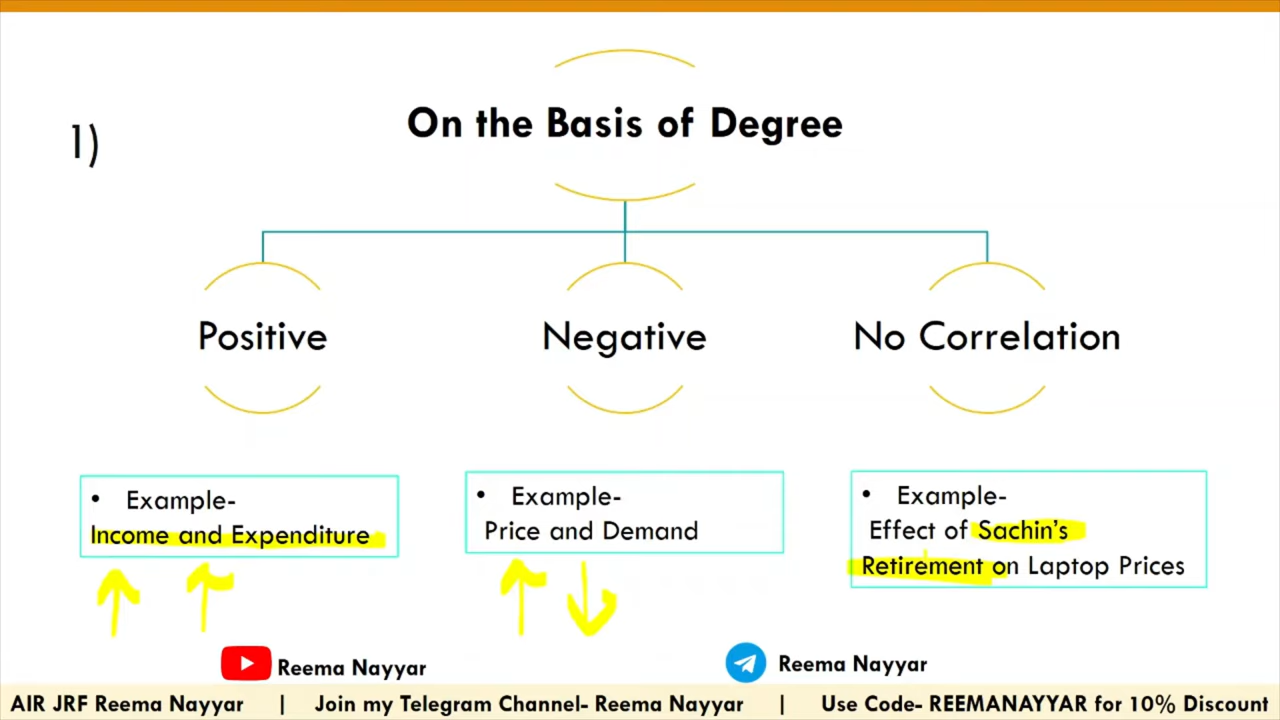 1)
On the Basis of Degree
Positive
Negative
No Correlation
• Example-
Income and Expenditure
• Example-
Price and Demand
• Example-
Effect of Sachin's
Retirement on Laptop Prices
Reema Nayyar
Reema Nayyar
AIR JRF Reema Nayyar | Join my Telegram Channel- Reema Nayyar | Use Code- REEMANAYYAR for 10% Discount